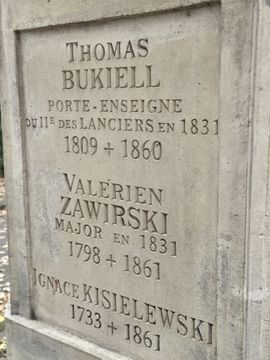 THOMAS
BUKIELL
PORTE-ENSEIGNE
DU IIE DES LANCIERS EN 1831
1809 + 1860
VALÉRIEN
ZAWIRSKI
MAJOR EN 1831
1798 + 1861
IGNACE KISIELEWSKI
1733 + 1861